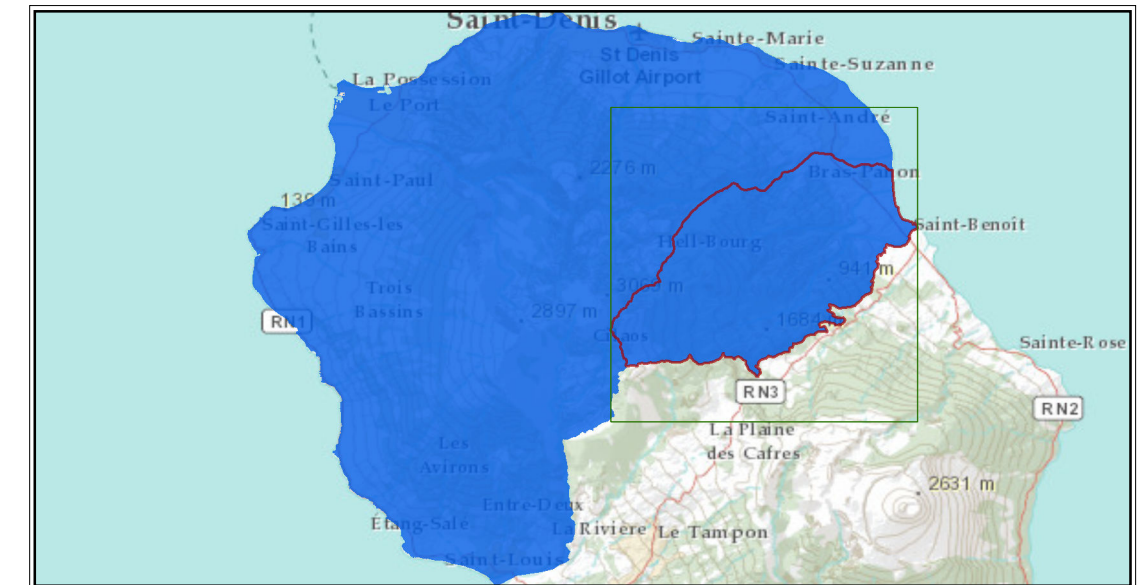 Saint-Denis
Sainte-Marie
St Denis
Gillot Airport
Sainte-Suzanne
La Possession
Le Port
Saint-André
2276 m
Bras-Panon
Saint-Paul
139 m
Saint-Gilles-les
Bains
Saint-Benoît
Hell-Bourg
941 m
Trois
Bassins
3069 m
2897 m
1684 m
RN1
Cilaos
Sainte-Rose
RN3
RN2
La Plaine
des Cafres
Les
Avirons
2631 m
Entre-Deux
Étang-Salé
La Rivière
Le Tampon
Saint-Louis